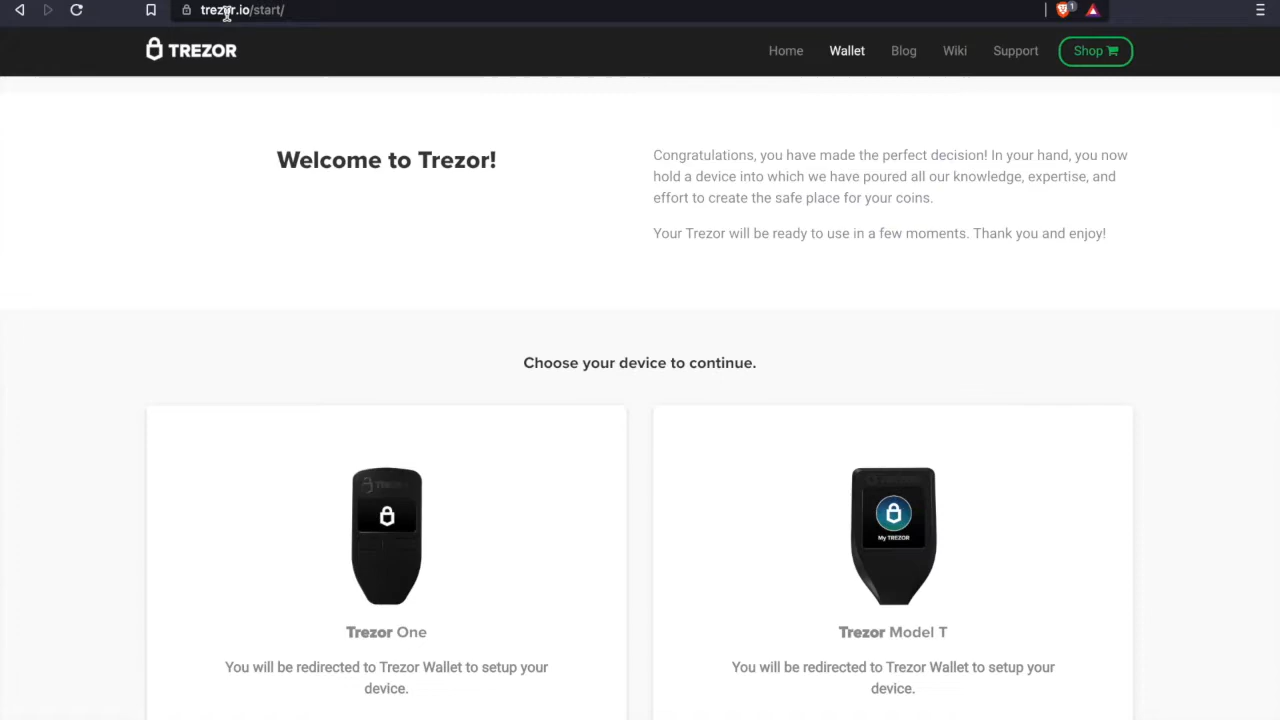 trezor.io/start/
1
TREZOR
Home
Wallet
Blog
Wiki
Support
Shop
Welcome to Trezor!
Congratulations, you have made the perfect decision! In your hand, you now
hold a device into which we have poured all our knowledge, expertise, and
effort to create the safe place for your coins.
Your Trezor will be ready to use in a few moments. Thank you and enjoy!
Choose your device to continue.
My TREZOR
Trezor One
You will be redirected to Trezor Wallet to setup your
device.
Trezor Model T
You will be redirected to Trezor Wallet to setup your
device.